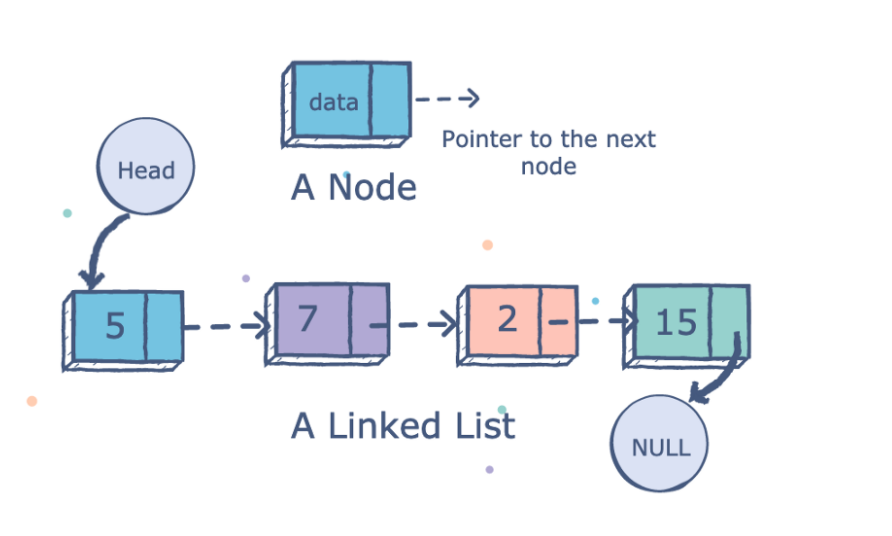 data
Pointer to the next
node
A Node
Head
5
7
2
15
A Linked List
NULL